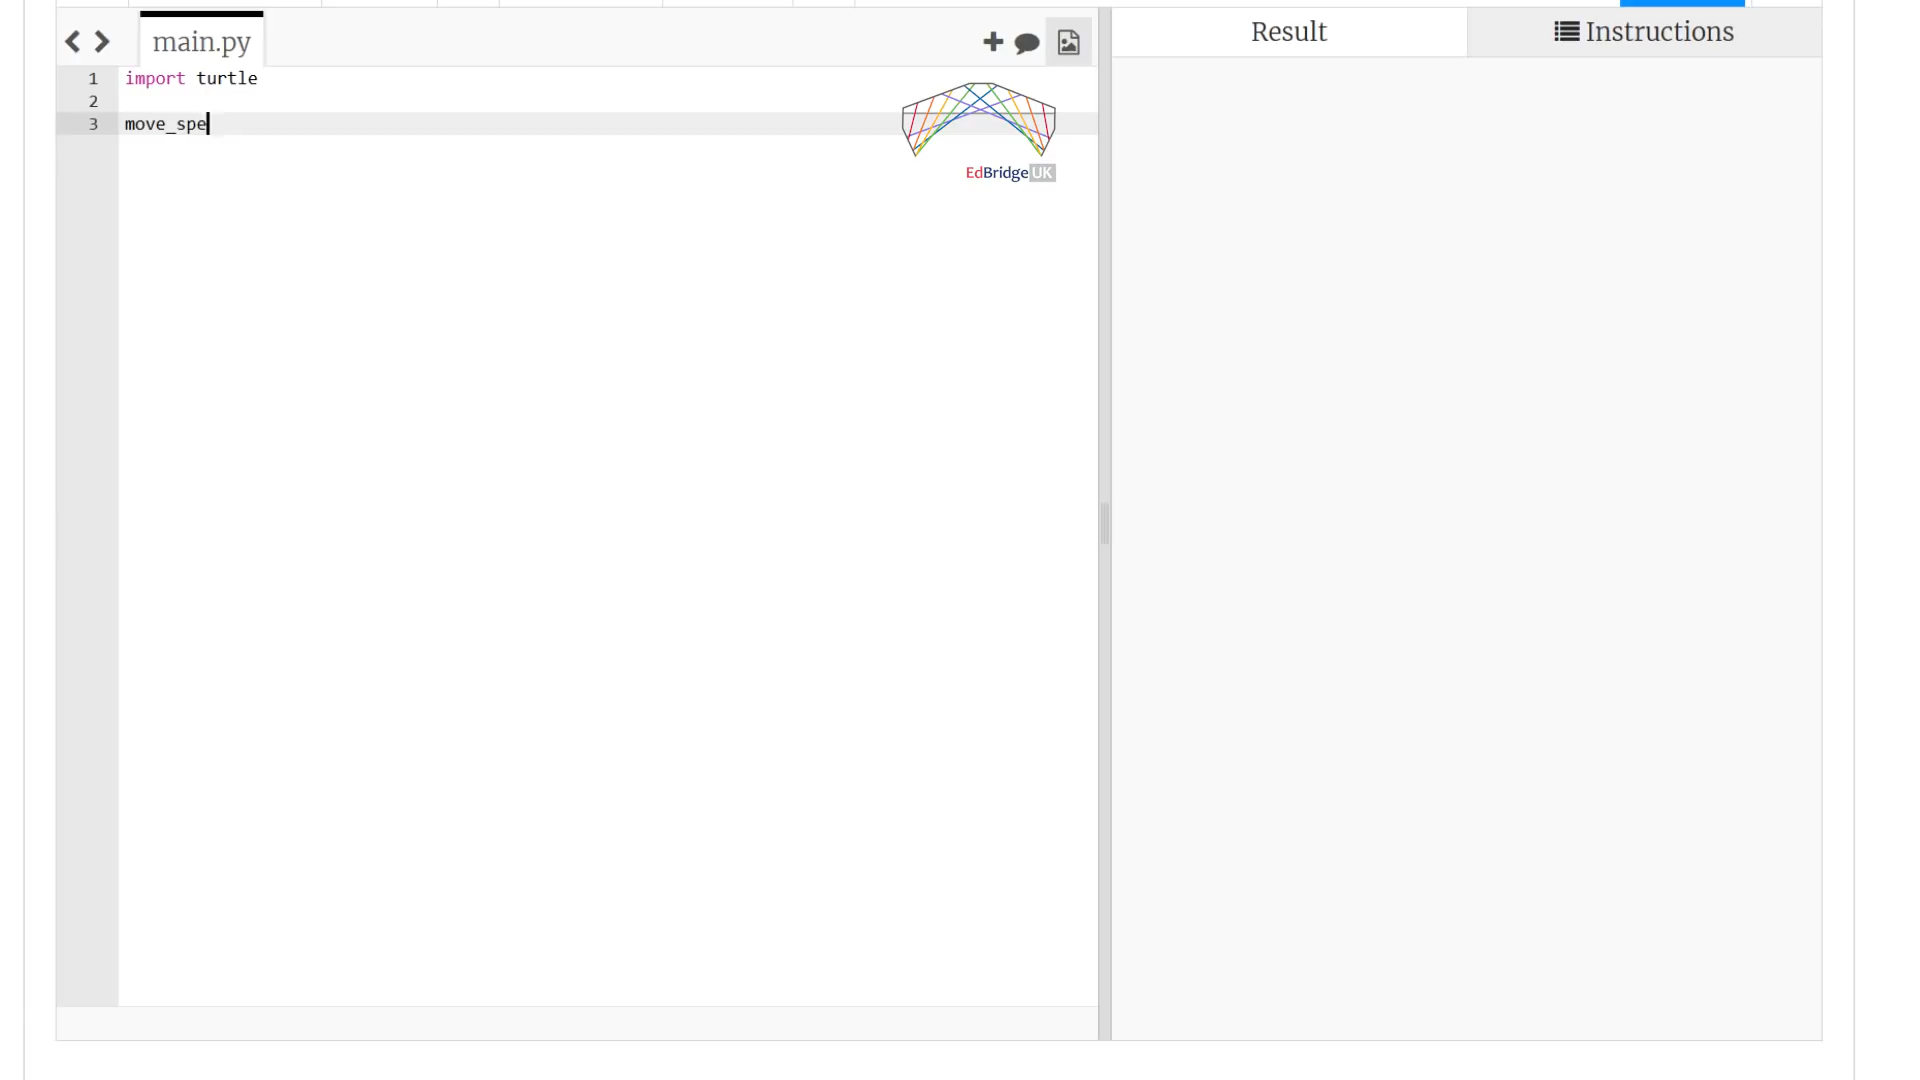 main.py
Result
Instructions
1 import turtle
2
3 move_spe
EdBridge UK